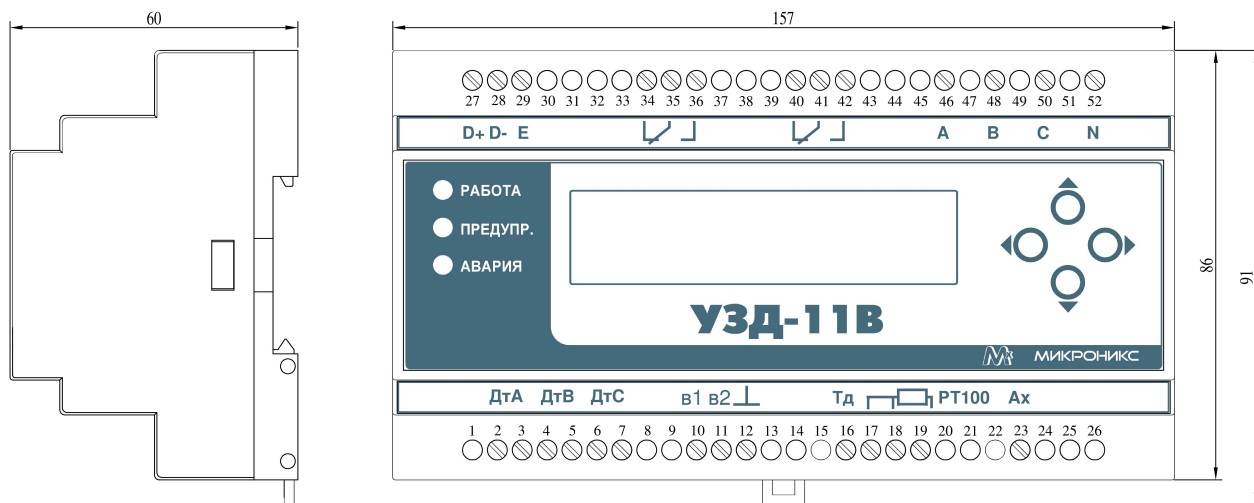 60
157
27 28 29 30 31 32 33 34 35 36 37 38 39 40 41 42 43 44 45 46 47 48 49 50 51 52
D+ D- E A B C N
РАБОТА
ПРЕДУПР.
АВАРИЯ
УЗД-11В
МИКРОНИКС
86
91
ДтА ДтВ ДтС в1 в2 Тд РТ100 Ах
1 2 3 4 5 6 7 8 9 10 11 12 13 14 15 16 17 18 19 20 21 22 23 24 25 26